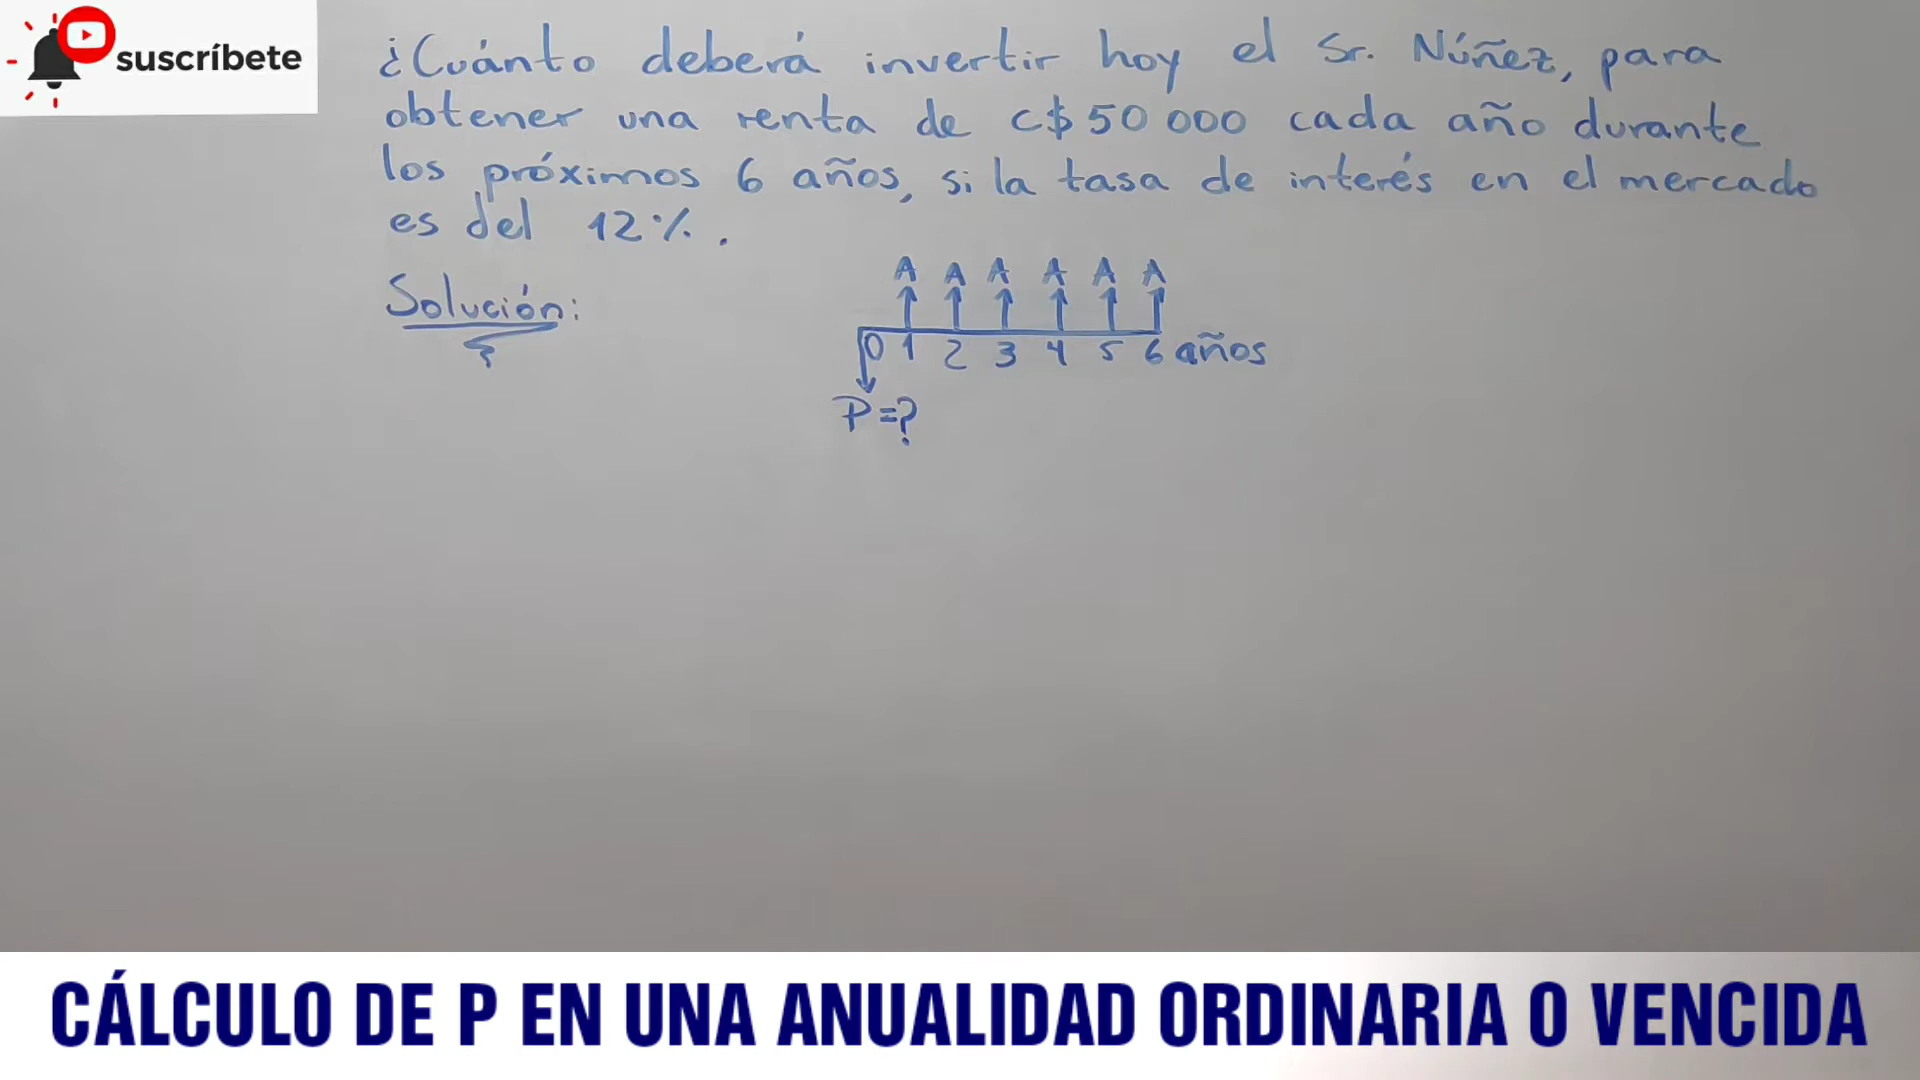 suscríbete
¿Cuánto deberá invertir hoy el Sr. Núñez, para
obtener una renta de C$50 000 cada año durante
los próximos 6 años, si la tasa de interés en el mercado
es del 12%.
Solución:
A A A A A A
0 1 2 3 4 5 6 años
P=?
CÁLCULO DE P EN UNA ANUALIDAD ORDINARIA O VENCIDA